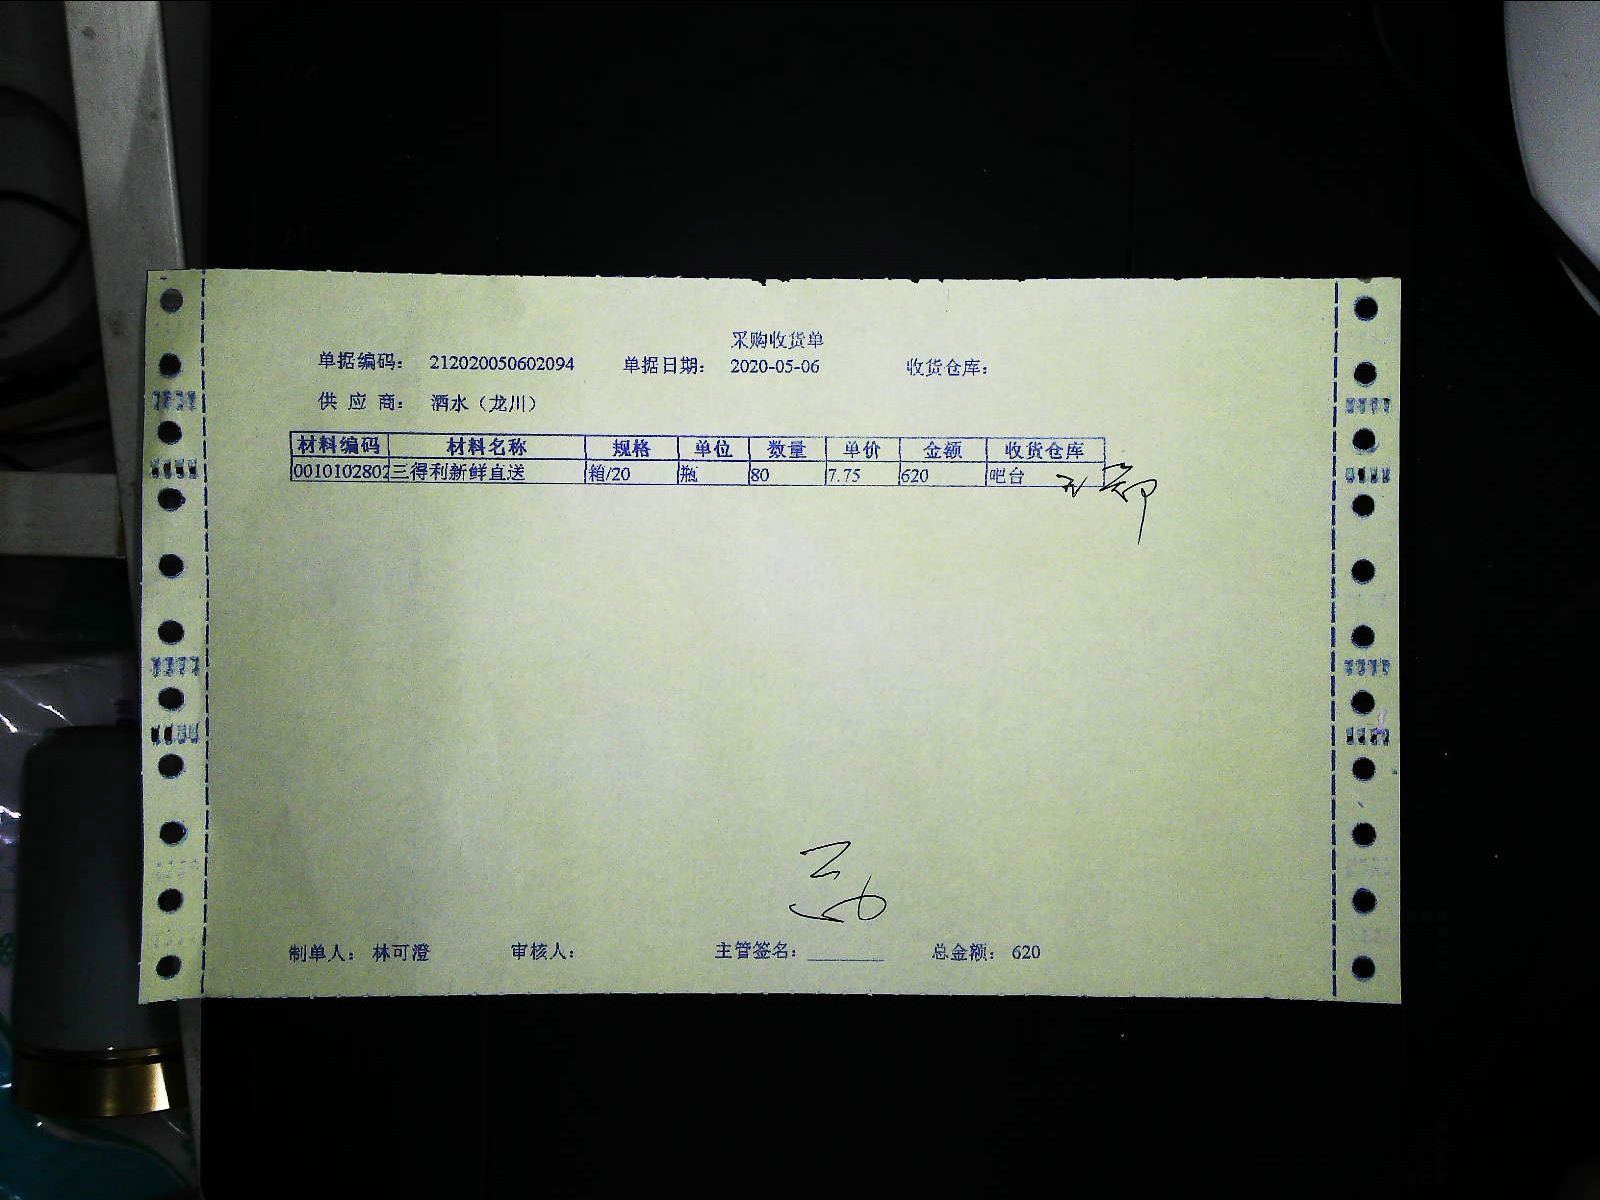 采购收货单
单据编码: 212020050602094 单据日期: 2020-05-06 收货仓库:
供 应 商: 酒水（龙川）
材料编码 材料名称 规格 单位 数量 单价 金额 收货仓库
0010102802 三得利新鲜直送 箱/20 瓶 80 7.75 620 吧台
制单人: 林可澄 审核人: 主管签名: ________ 总金额: 620